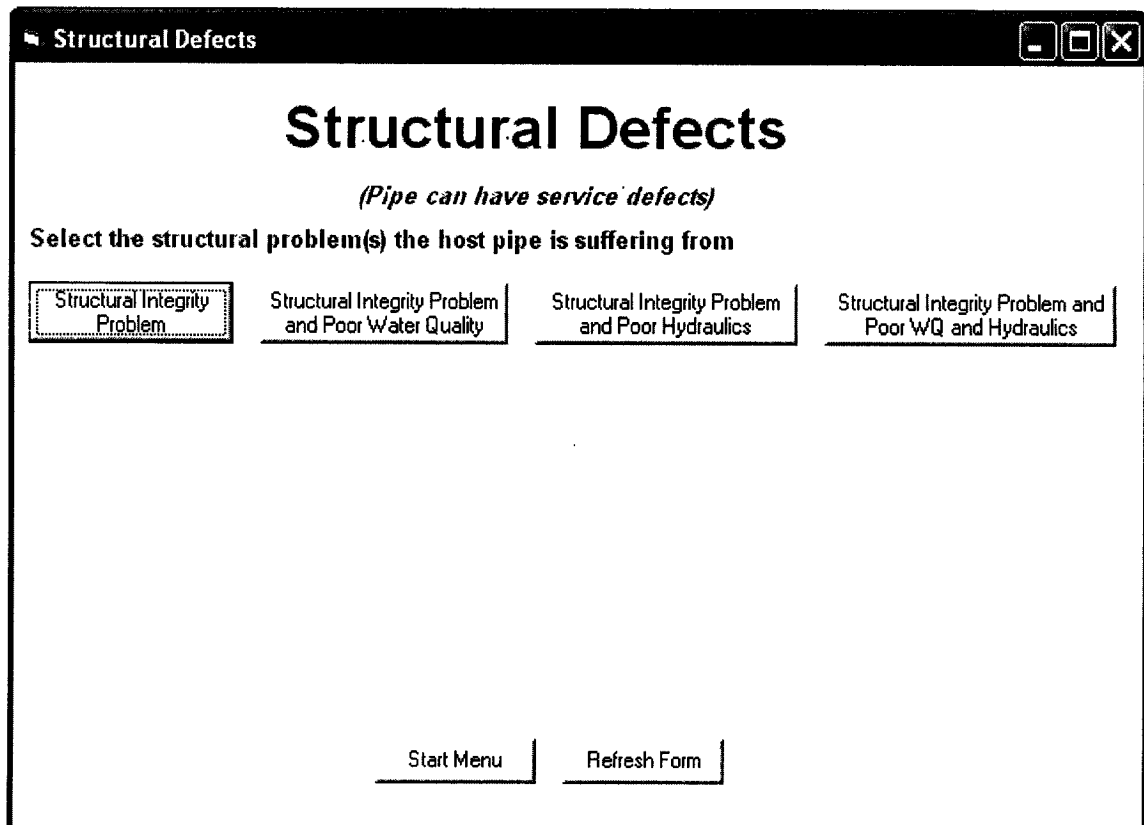 Structural Defects
Structural Defects
(Pipe can have service defects)
Select the structural problem(s) the host pipe is suffering from
Structural Integrity
Problem
Structural Integrity Problem
and Poor Water Quality
Structural Integrity Problem
and Poor Hydraulics
Structural Integrity Problem and
Poor WQ and Hydraulics
Start Menu
Refresh Form